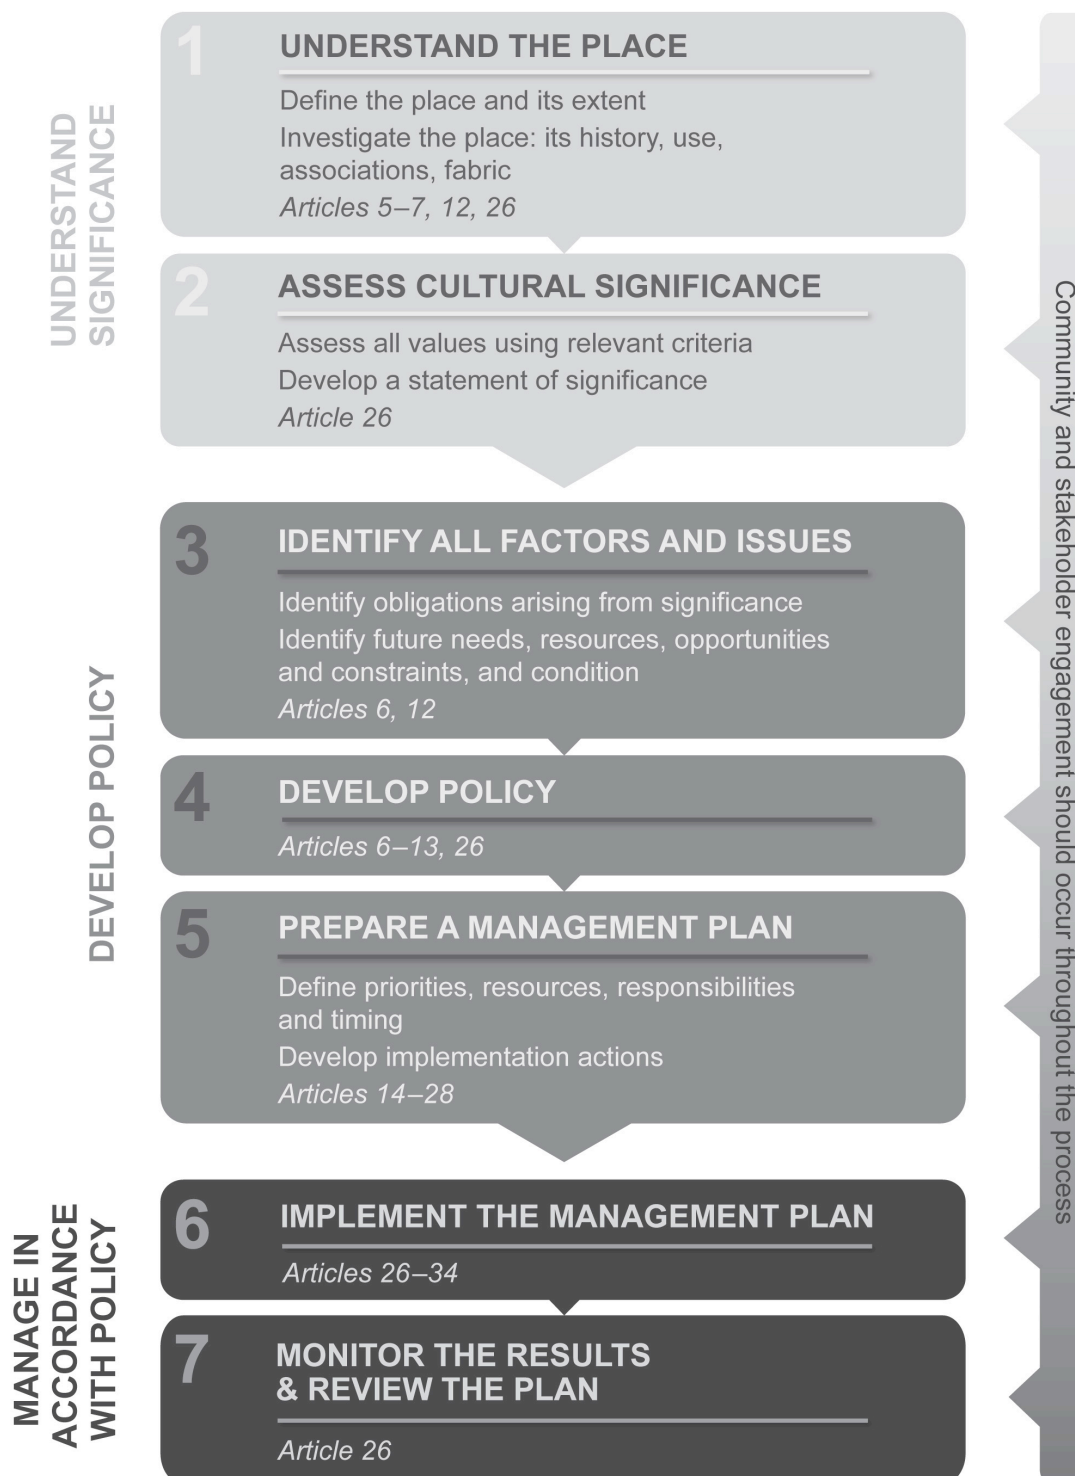 UNDERSTAND
SIGNIFICANCE
1
UNDERSTAND THE PLACE
Define the place and its extent
Investigate the place: its history, use,
associations, fabric
Articles 5–7, 12, 26
2
ASSESS CULTURAL SIGNIFICANCE
Assess all values using relevant criteria
Develop a statement of significance
Article 26
DEVELOP POLICY
3
IDENTIFY ALL FACTORS AND ISSUES
Identify obligations arising from significance
Identify future needs, resources, opportunities
and constraints, and condition
Articles 6, 12
4
DEVELOP POLICY
Articles 6–13, 26
5
PREPARE A MANAGEMENT PLAN
Define priorities, resources, responsibilities
and timing
Develop implementation actions
Articles 14–28
MANAGE IN
ACCORDANCE
WITH POLICY
6
IMPLEMENT THE MANAGEMENT PLAN
Articles 26–34
7
MONITOR THE RESULTS
& REVIEW THE PLAN
Article 26
Community and stakeholder engagement should occur throughout the process